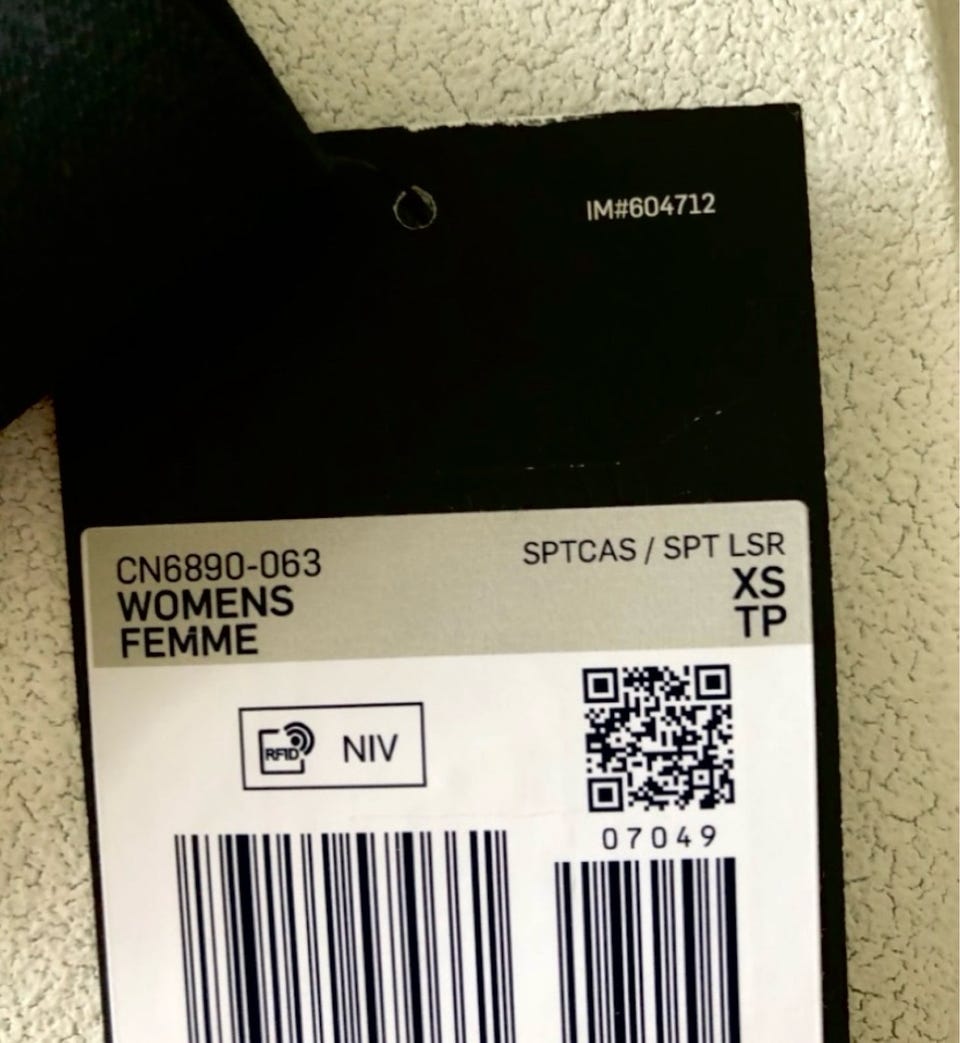 IM#604712
CN6890-063
WOMENS
FEMME
SPTCAS / SPT LSR
XS
TP
RFID NIV
07049